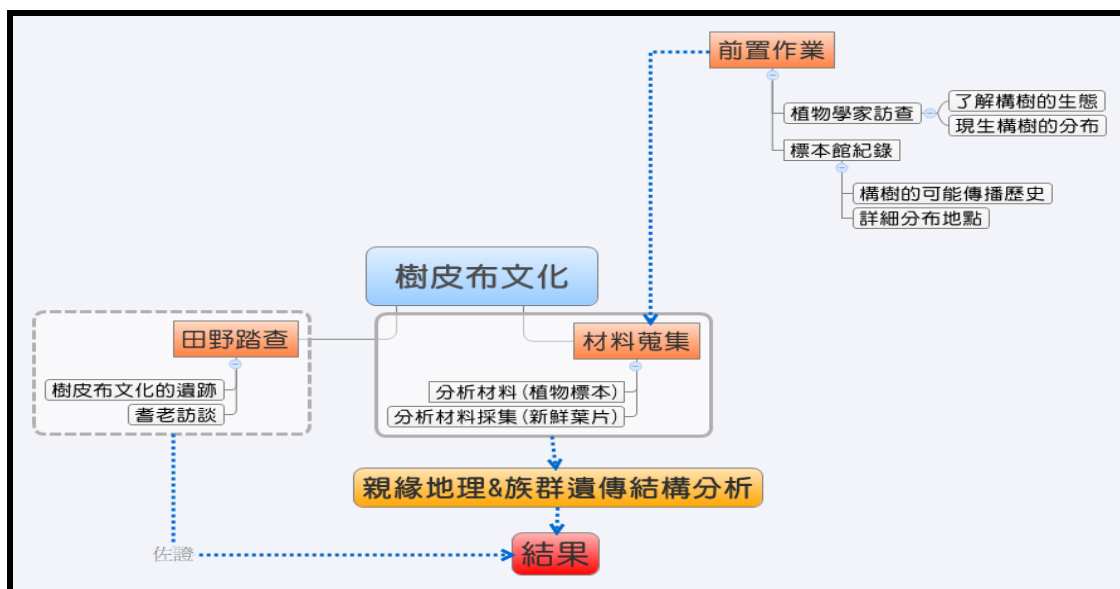 前置作業
植物學家訪查
了解構樹的生態
現生構樹的分布
標本館紀錄
構樹的可能傳播歷史
詳細分布地點
樹皮布文化
田野踏查
樹皮布文化的遺跡
耆老訪談
材料蒐集
分析材料(植物標本)
分析材料採集(新鮮葉片)
親緣地理&族群遺傳結構分析
佐證
結果